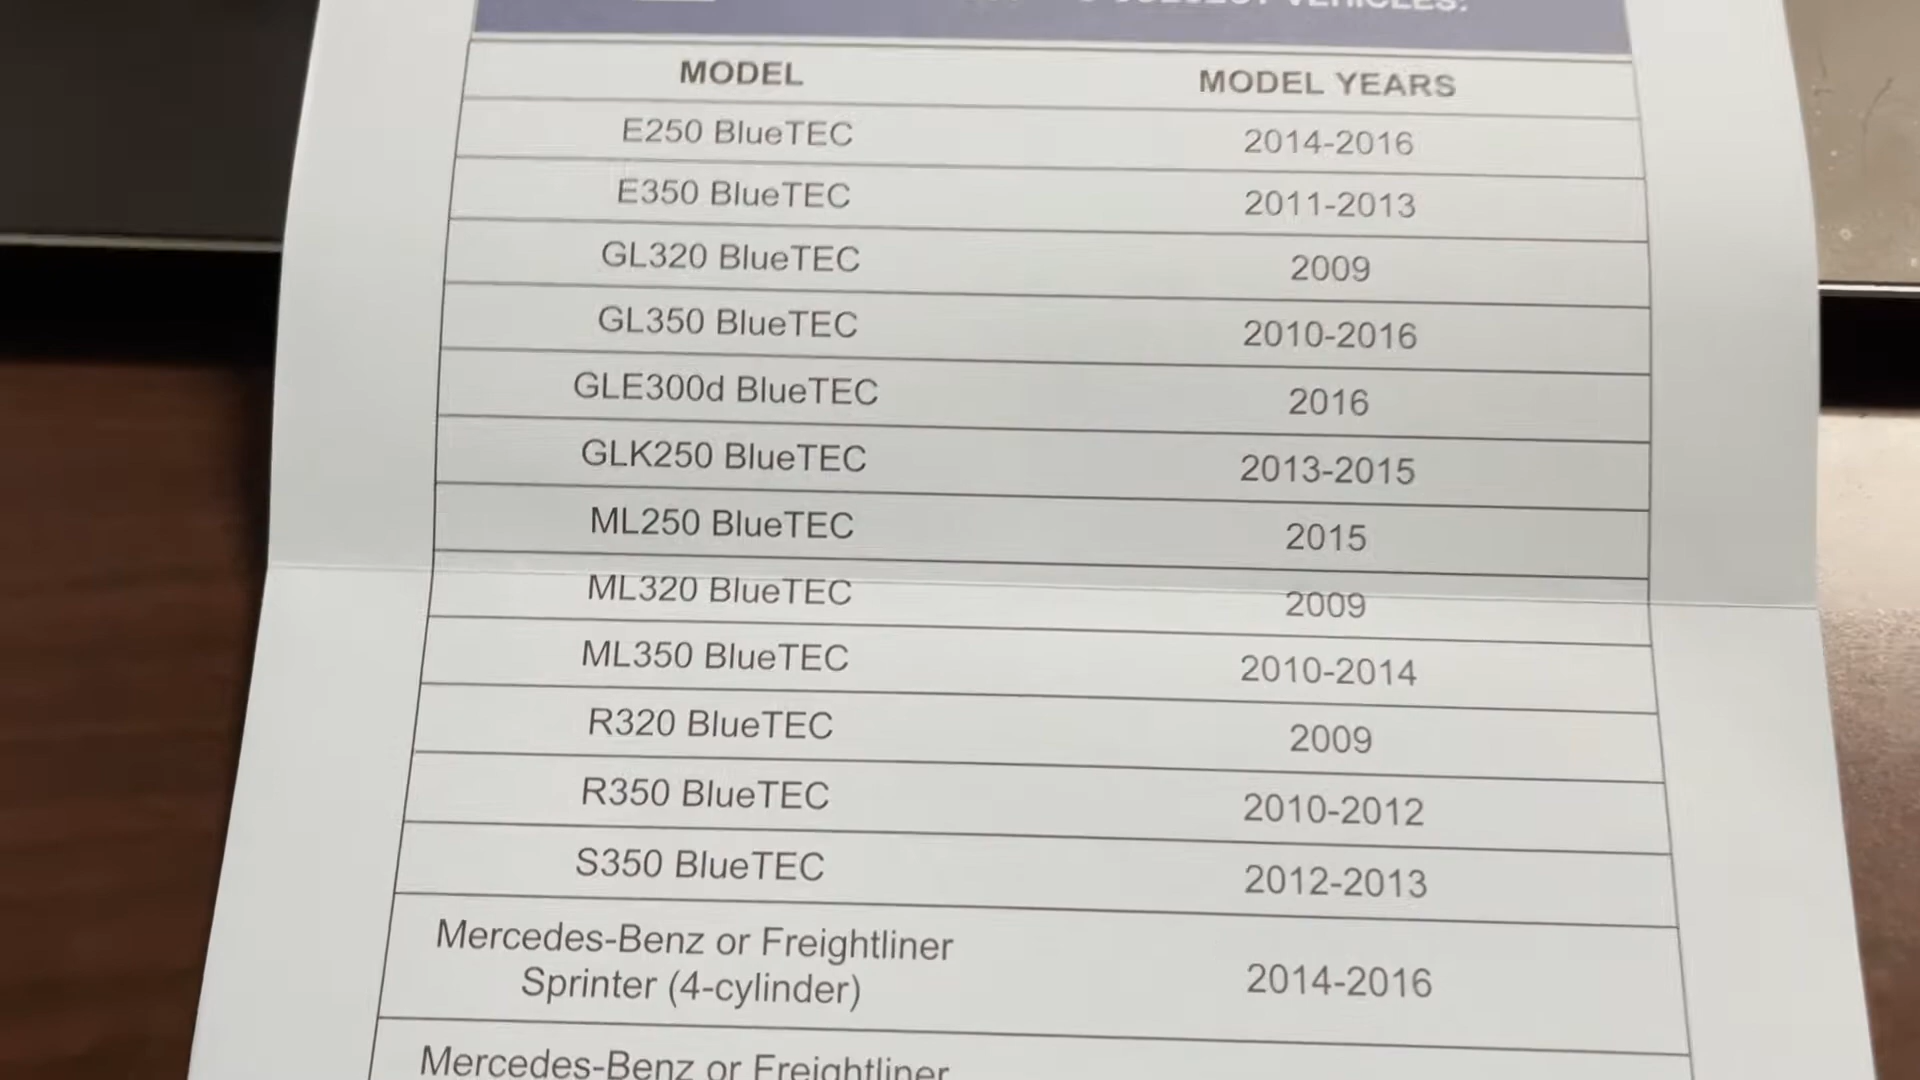 VEHICLES:
MODEL MODEL YEARS
E250 BlueTEC 2014-2016
E350 BlueTEC 2011-2013
GL320 BlueTEC 2009
GL350 BlueTEC 2010-2016
GLE300d BlueTEC 2016
GLK250 BlueTEC 2013-2015
ML250 BlueTEC 2015
ML320 BlueTEC 2009
ML350 BlueTEC 2010-2014
R320 BlueTEC 2009
R350 BlueTEC 2010-2012
S350 BlueTEC 2012-2013
Mercedes-Benz or Freightliner
Sprinter (4-cylinder) 2014-2016
Mercedes-Benz or Freightliner